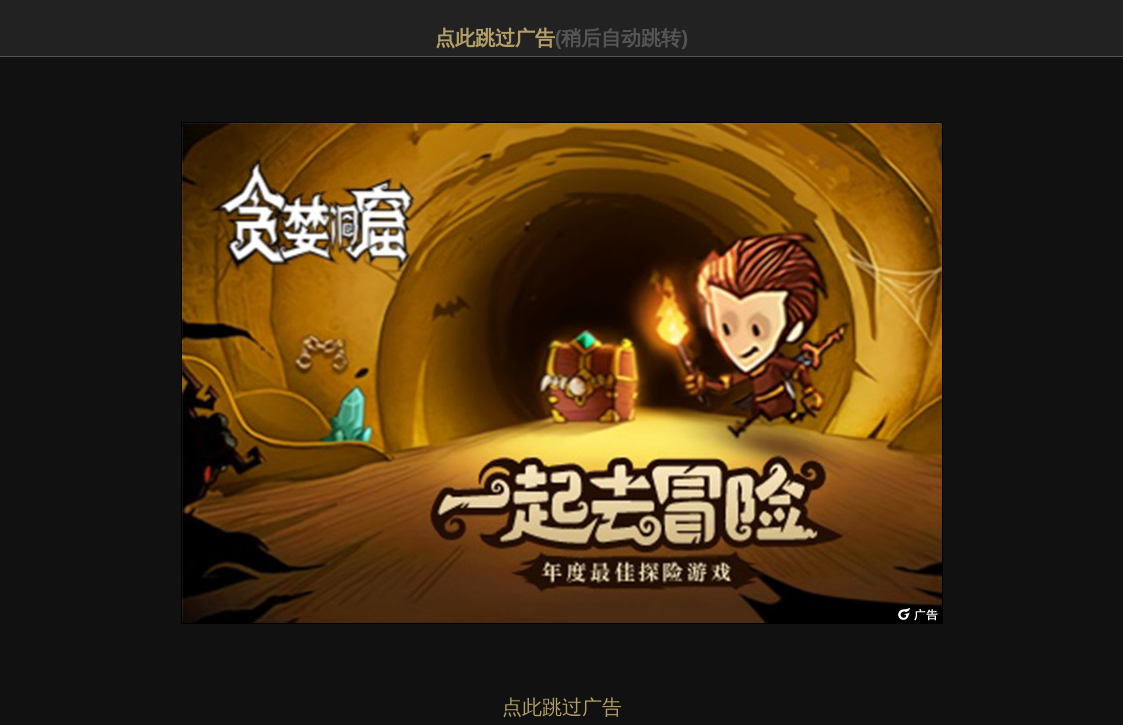 点此跳过广告(稍后自动跳转)
贪婪洞窟
一起去冒险
年度最佳探险游戏
广告
点此跳过广告